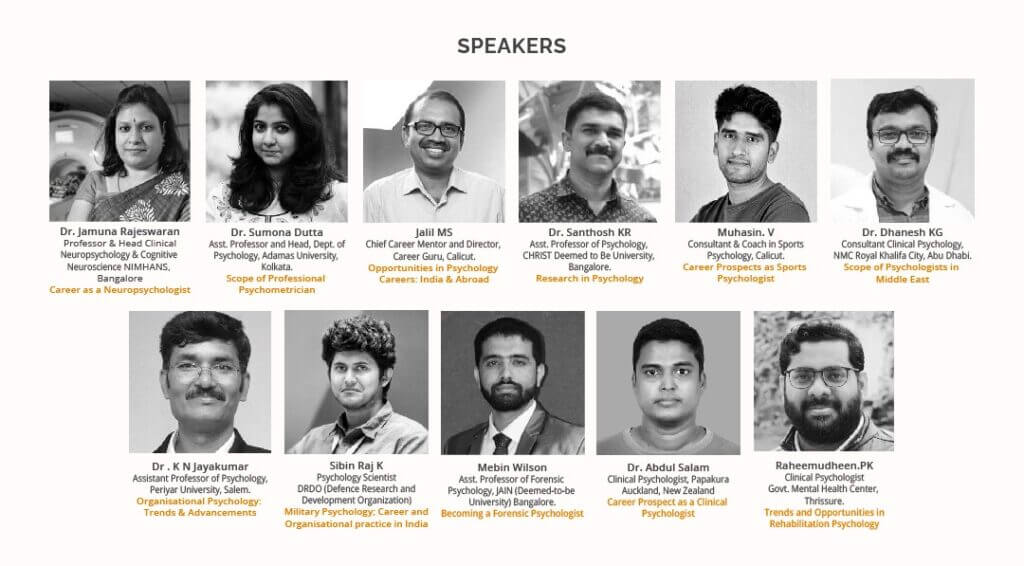 SPEAKERS
Dr. Jamuna Rajeswaran
Professor & Head Clinical
Neuropsychology & Cognitive
Neuroscience NIMHANS,
Bangalore
Career as a Neuropsychologist
Dr. Sumona Dutta
Asst. Professor and Head, Dept. of
Psychology, Adamas University,
Kolkata.
Scope of Professional
Psychometrician
Jalil MS
Chief Career Mentor and Director,
Career Guru, Calicut.
Opportunities in Psychology
Careers: India & Abroad
Dr. Santhosh KR
Asst. Professor of Psychology,
CHRIST Deemed to Be University,
Bangalore.
Research in Psychology
Muhasin. V
Consultant & Coach in Sports
Psychology, Calicut.
Career Prospects as Sports
Psychologist
Dr. Dhanesh KG
Consultant Clinical Psychology,
NMC Royal Khalifa City, Abu Dhabi.
Scope of Psychologists in
Middle East
Dr . K N Jayakumar
Assistant Professor of Psychology,
Periyar University, Salem.
Organisational Psychology:
Trends & Advancements
Sibin Raj K
Psychology Scientist
DRDO (Defence Research and
Development Organization)
Military Psychology: Career and
Organisational practice in India
Mebin Wilson
Asst. Professor of Forensic
Psychology, JAIN (Deemed-to-be
University) Bangalore.
Becoming a Forensic Psychologist
Dr. Abdul Salam
Clinical Psychologist, Papakura
Auckland, New Zealand
Career Prospect as a Clinical
Psychologist
Raheemudheen.PK
Clinical Psychologist
Govt. Mental Health Center,
Thrissure.
Trends and Opportunities in
Rehabilitation Psychology